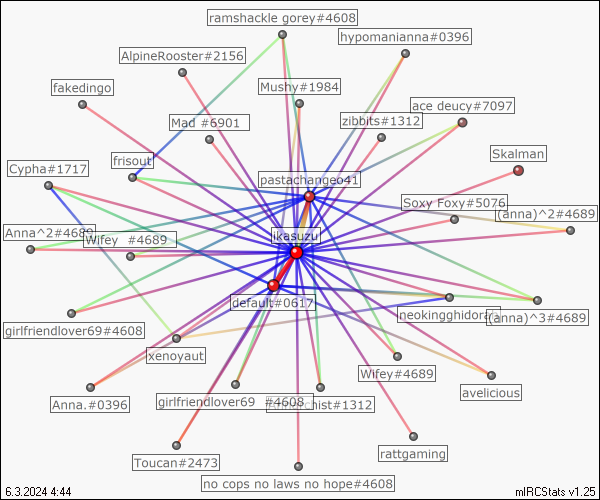 ramshackle gorey#4608
hypomanianna#0396
AlpineRooster#2156
fakedingo
Mushy#1984
ace deucy#7097
Mad #6901
zibbits#1312
Skalman
frisout
Cypha#1717
pastachangeo41
Soxy Foxy#5076
(anna)^2#4689
Anna^2#4689
Wifey #4689
ikasuzu
default#0617
neokingghidora
(anna)^3#4689
girlfriendlover69#4608
xenoyaut
Wifey#4689
avelicious
Anna.#0396
girlfriendlover69 #4608
#1312
rattgaming
Toucan#2473
no cops no laws no hope#4608
6.3.2024 4:44
mIRCStats v1.25